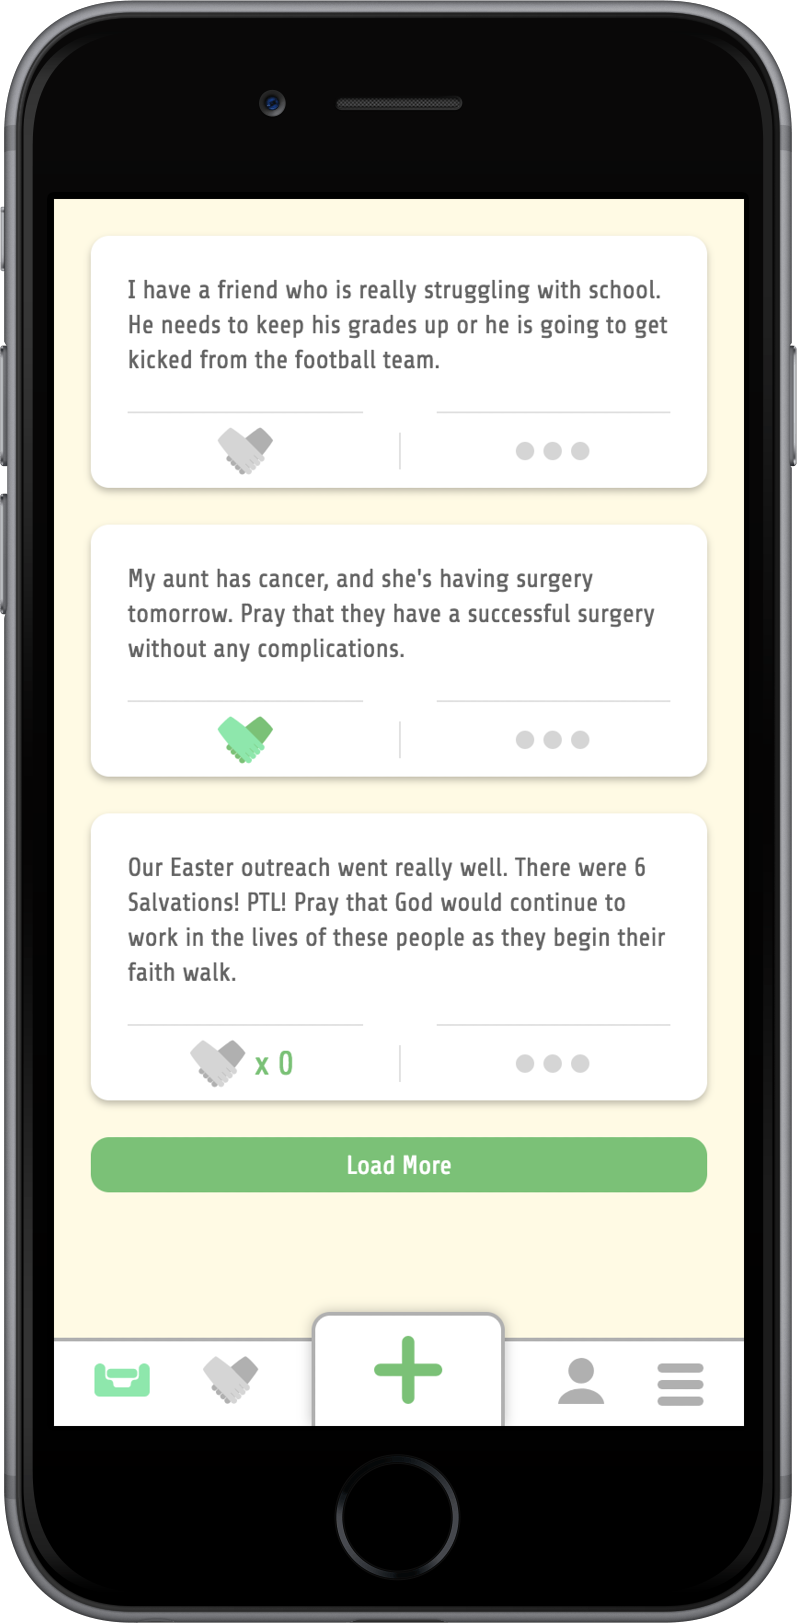 I have a friend who is really struggling with school.
He needs to keep his grades up or he is going to get
kicked from the football team.
My aunt has cancer, and she's having surgery
tomorrow. Pray that they have a successful surgery
without any complications.
Our Easter outreach went really well. There were 6
Salvations! PTL! Pray that God would continue to
work in the lives of these people as they begin their
faith walk.
x 0
Load More